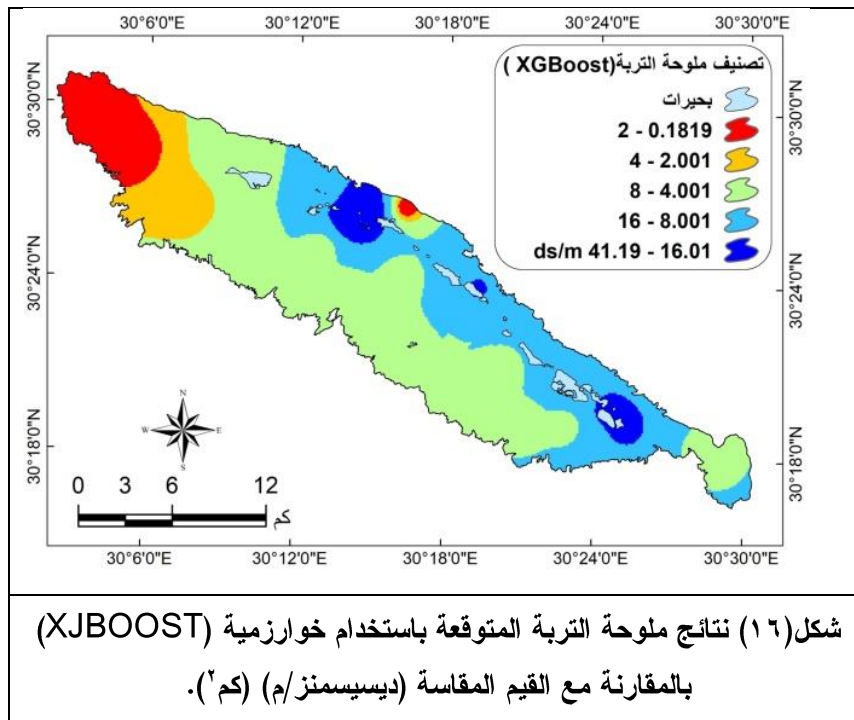 30°6'0"E 30°12'0"E 30°18'0"E 30°24'0"E 30°30'0"E
تصنيف ملوحة التربة(XGBoost )
بحيرات
2 - 0.1819
4 - 2.001
8 - 4.001
16 - 8.001
ds/m 41.19 - 16.01
30°30'0"N
30°24'0"N
30°18'0"N
30°30'0"N
30°24'0"N
30°18'0"N
N
W E
S
0 3 6 12
كم
30°6'0"E 30°12'0"E 30°18'0"E 30°24'0"E 30°30'0"E
شكل(١٦) نتائج ملوحة التربة المتوقعة باستخدام خوارزمية (XJBOOST)
بالمقارنة مع القيم المقاسة (ديسيسمنز/م) (كم٢).